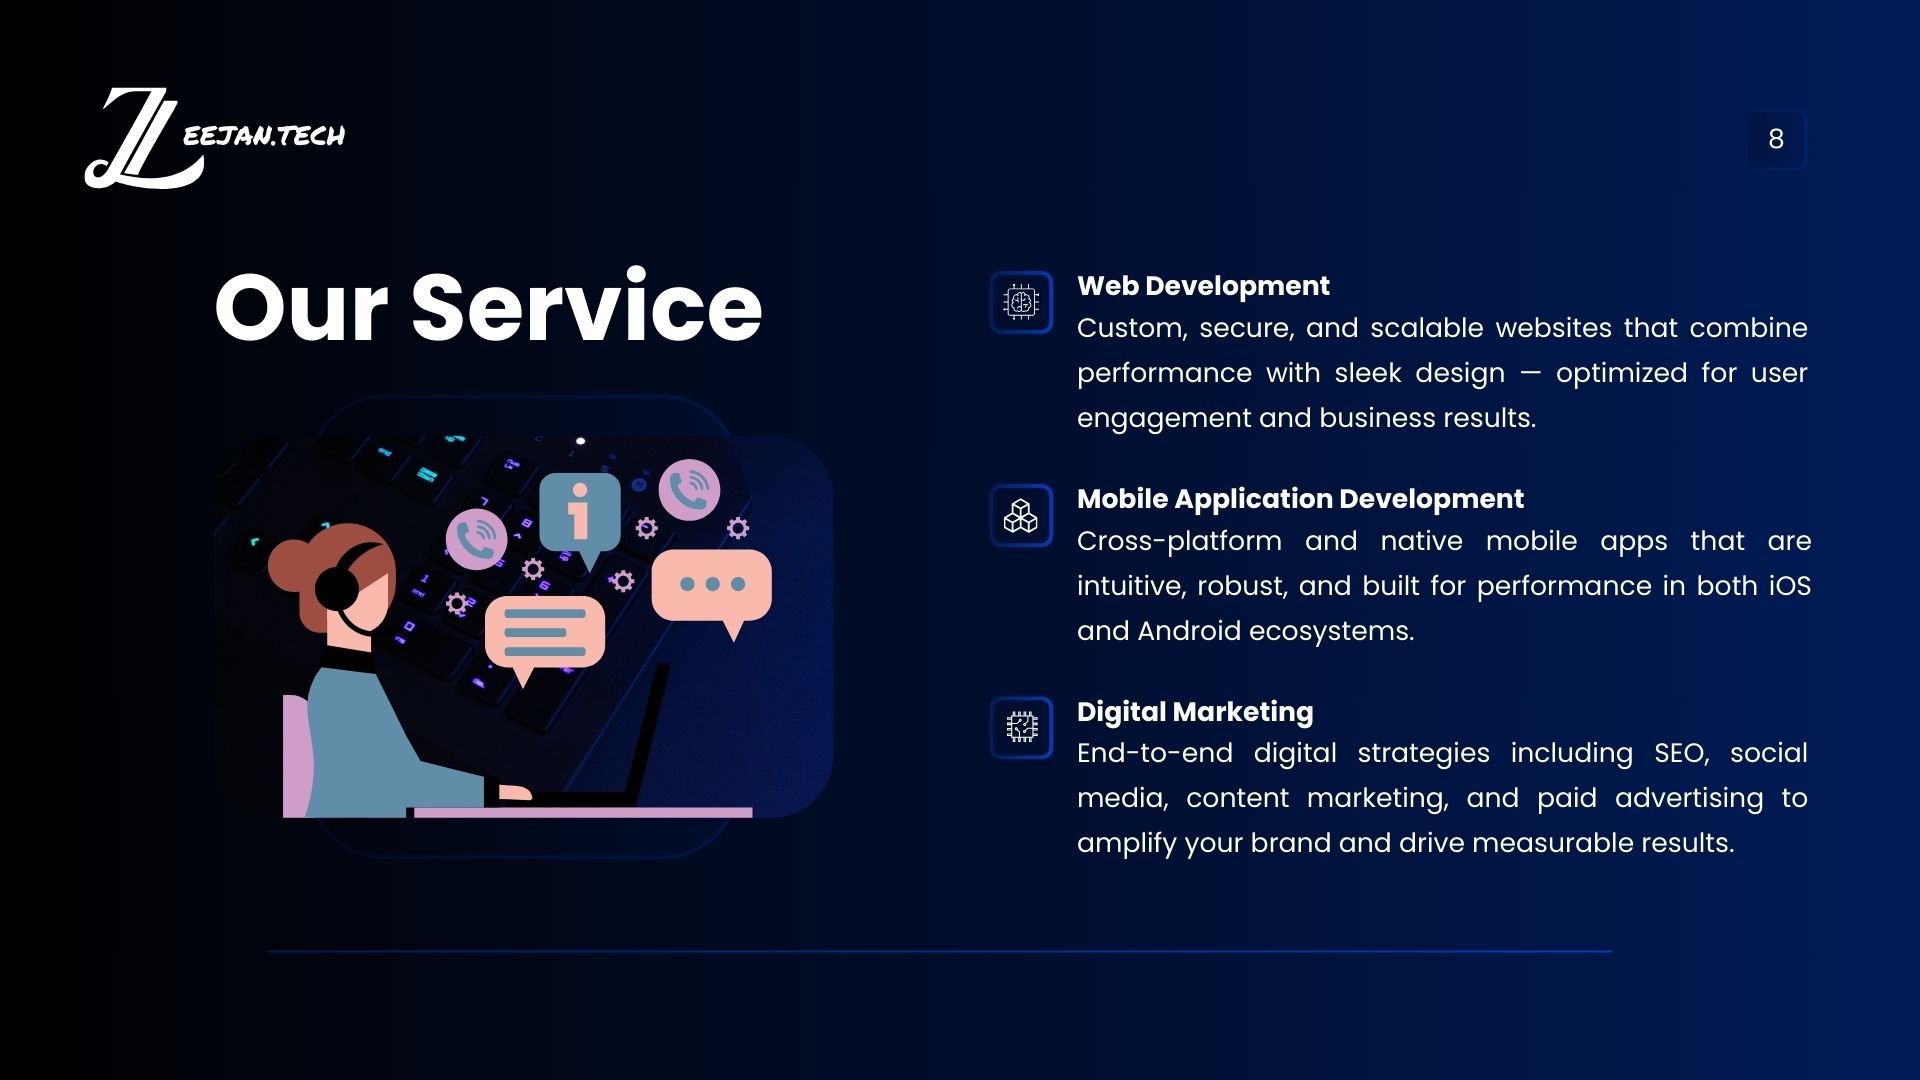 LEEJAN.TECH
8
Our Service
Web Development
Custom, secure, and scalable websites that combine
performance with sleek design — optimized for user
engagement and business results.
Mobile Application Development
Cross-platform and native mobile apps that are
intuitive, robust, and built for performance in both iOS
and Android ecosystems.
Digital Marketing
End-to-end digital strategies including SEO, social
media, content marketing, and paid advertising to
amplify your brand and drive measurable results.